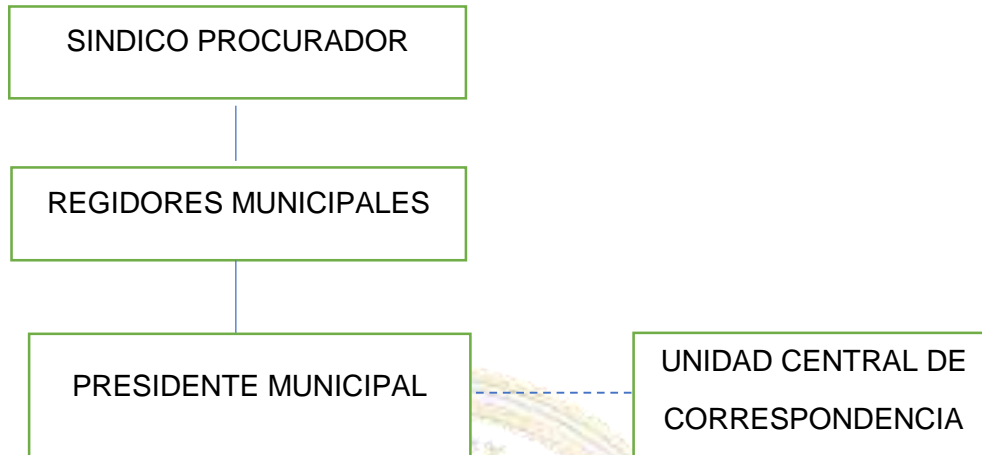 SINDICO PROCURADOR
REGIDORES MUNICIPALES
PRESIDENTE MUNICIPAL
UNIDAD CENTRAL DE
CORRESPONDENCIA